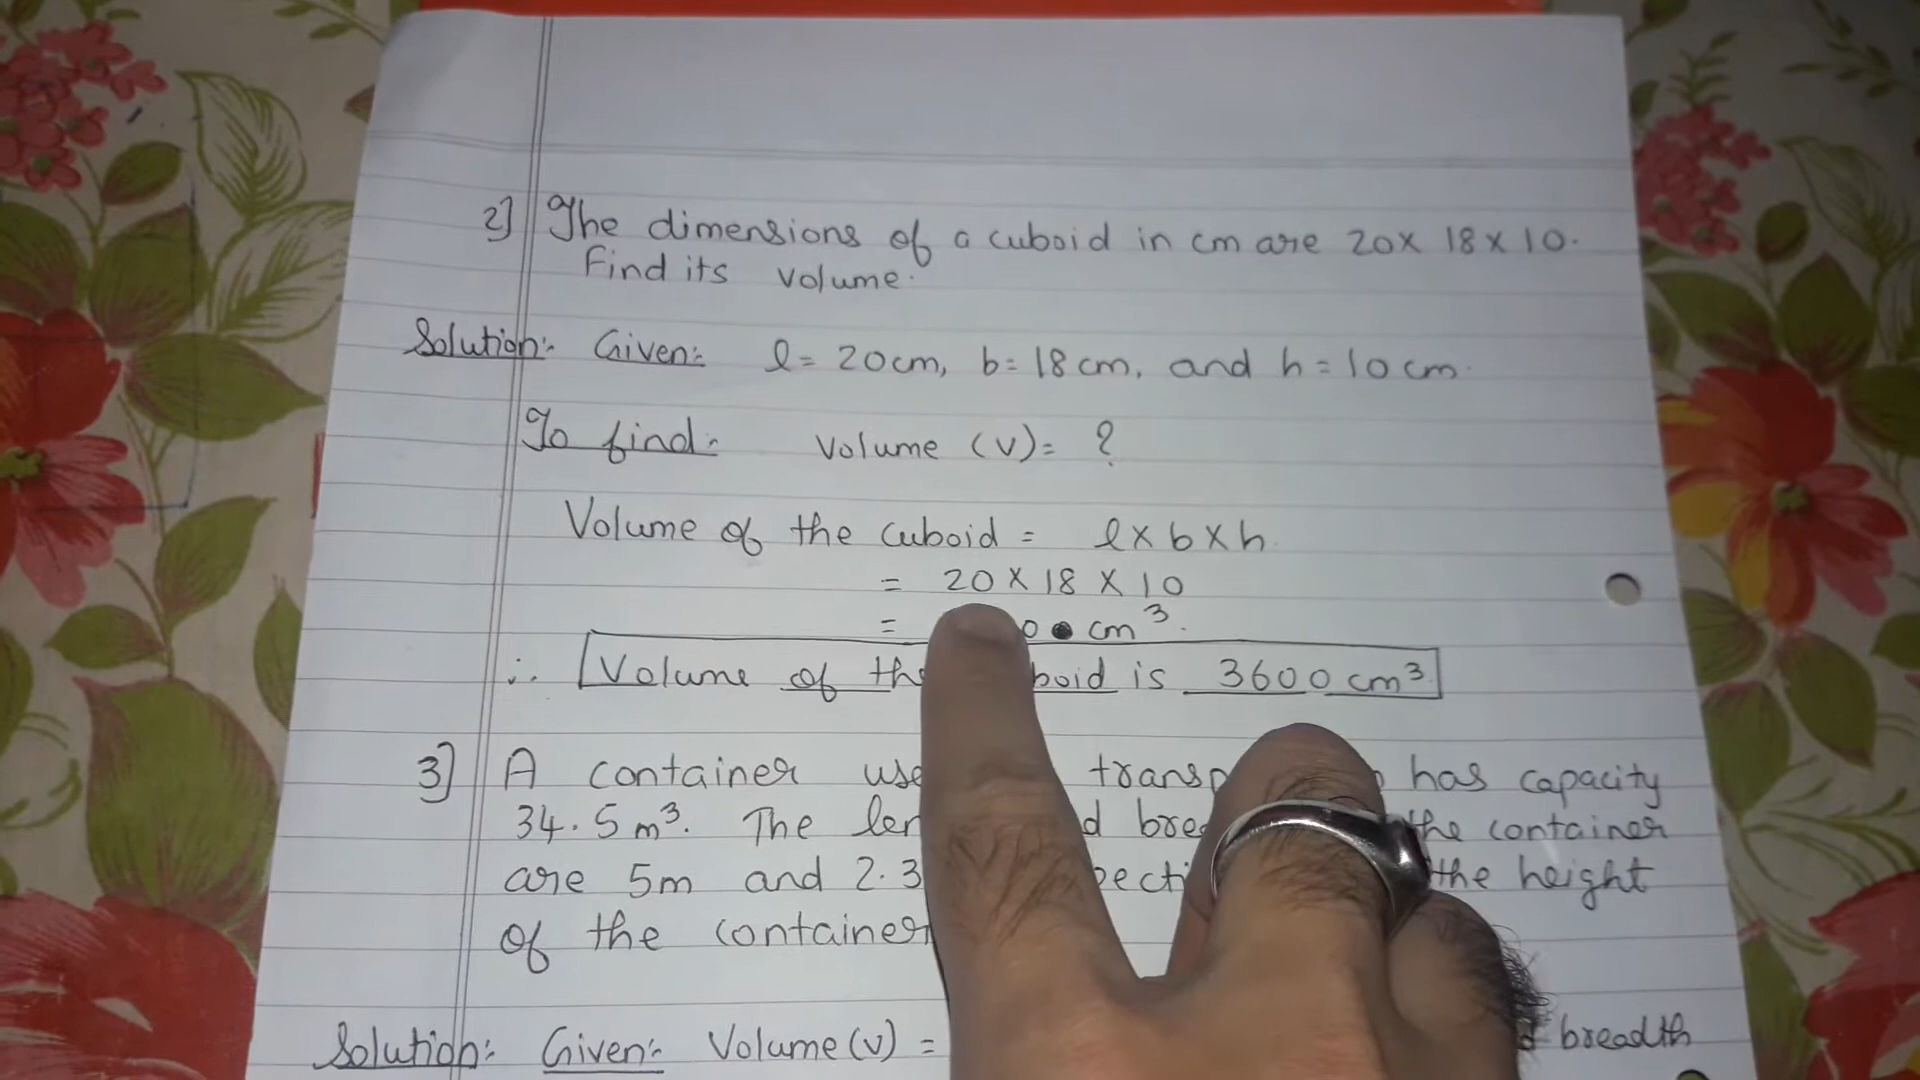 2] The dimensions of a cuboid in cm are 20 x 18 x 10.
Find its volume.
Solution:- Given:- l = 20cm, b = 18 cm, and h = 10 cm.
To find:- Volume (V) = ?
Volume of the cuboid = l x b x h.
= 20 x 18 x 10
= cm³.
∴ Volume of is 3600 cm³.
3] A container has capacity
34.5 m³. The the container
are 5m and 2.3 the height
of the container
Solution:- Given:- Volume (V) = breadth